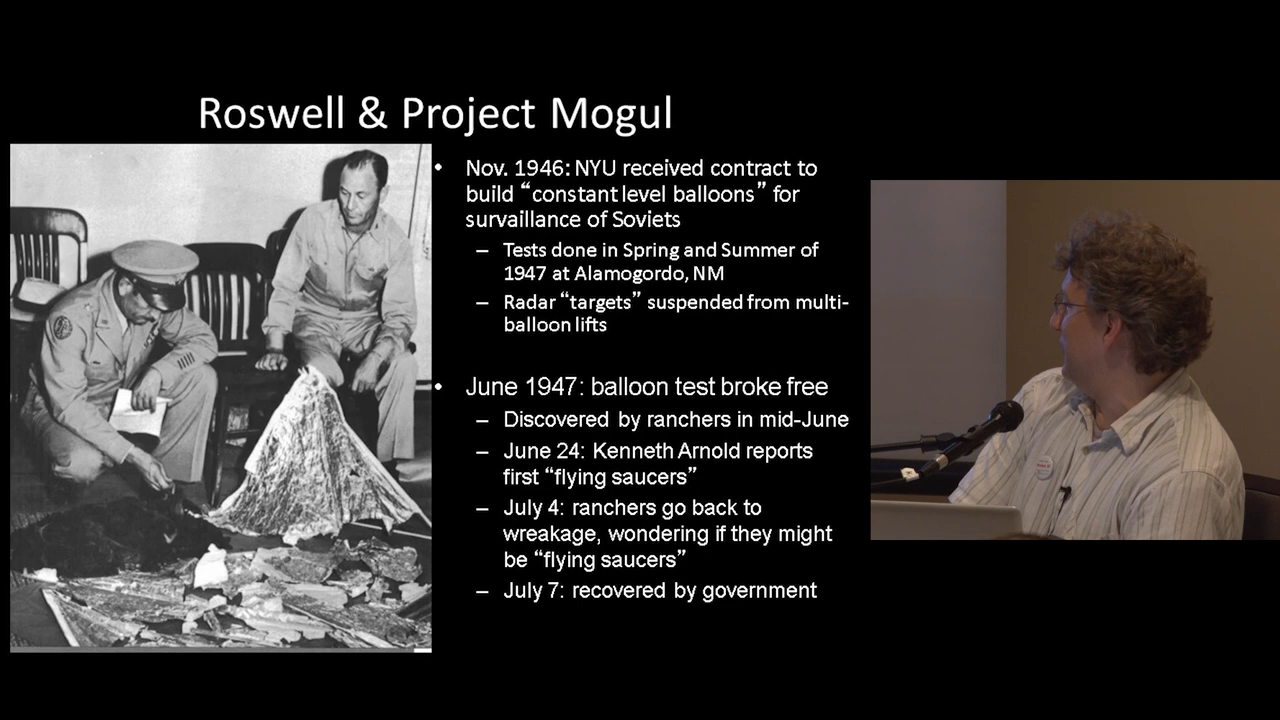 Roswell & Project Mogul
• Nov. 1946: NYU received contract to
build “constant level balloons” for
survaillance of Soviets
– Tests done in Spring and Summer of
1947 at Alamogordo, NM
– Radar “targets” suspended from multi-
balloon lifts
• June 1947: balloon test broke free
– Discovered by ranchers in mid-June
– June 24: Kenneth Arnold reports
first “flying saucers”
– July 4: ranchers go back to
wreakage, wondering if they might
be “flying saucers”
– July 7: recovered by government